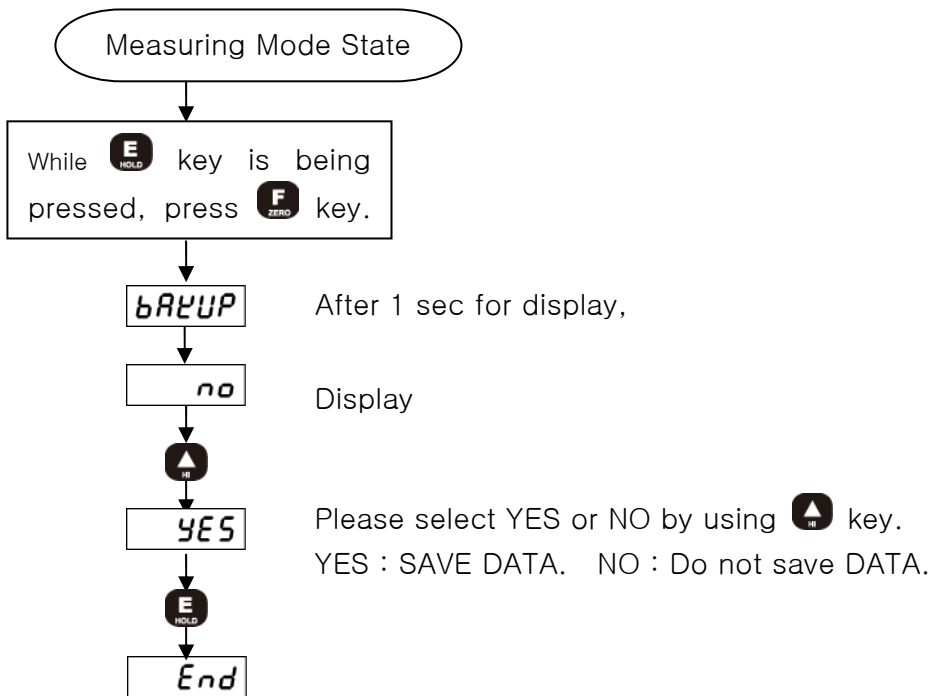 Measuring Mode State
While E HOLD key is being
pressed, press F ZERO key.
bAKUP After 1 sec for display,
no
Display
HI
YES Please select YES or NO by using HI key.
YES : SAVE DATA. NO : Do not save DATA.
E
HOLD
End